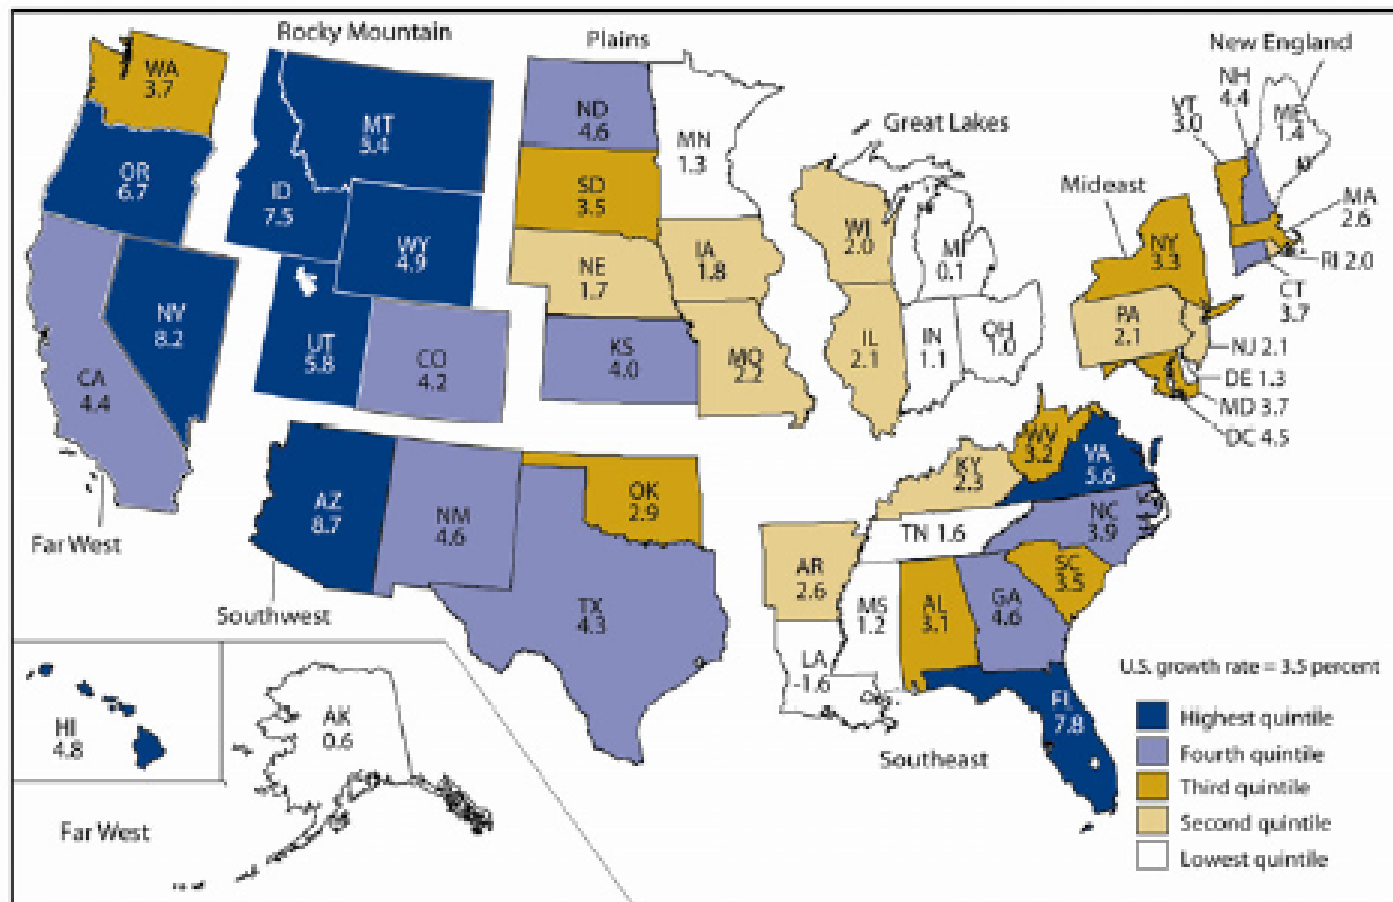 Rocky Mountain
Plains
New England
Great Lakes
Mideast
WA
3.7
OR
6.7
CA
4.4
NV
8.2
MT
5.4
ID
7.5
WY
4.9
UT
5.8
CO
4.2
ND
4.6
SD
3.5
NE
1.7
KS
4.0
MN
1.3
IA
1.8
MO
2.2
WI
2.0
IL
2.1
MI
0.1
IN
1.1
OH
1.0
NH
4.4
VT
3.0
ME
1.4
MA
2.6
RI 2.0
CT
3.7
NY
3.3
PA
2.1
NJ 2.1
DE 1.3
MD 3.7
DC 4.5
Far West
AZ
8.7
NM
4.6
OK
2.9
TX
4.3
Southwest
WV
3.2
VA
5.6
KY
2.3
TN 1.6
NC
3.9
SC
3.5
AR
2.6
MS
1.2
AL
3.1
GA
4.6
LA
-1.6
FL
7.8
Southeast
HI
4.8
AK
0.6
Far West
U.S. growth rate = 3.5 percent
Highest quintile
Fourth quintile
Third quintile
Second quintile
Lowest quintile